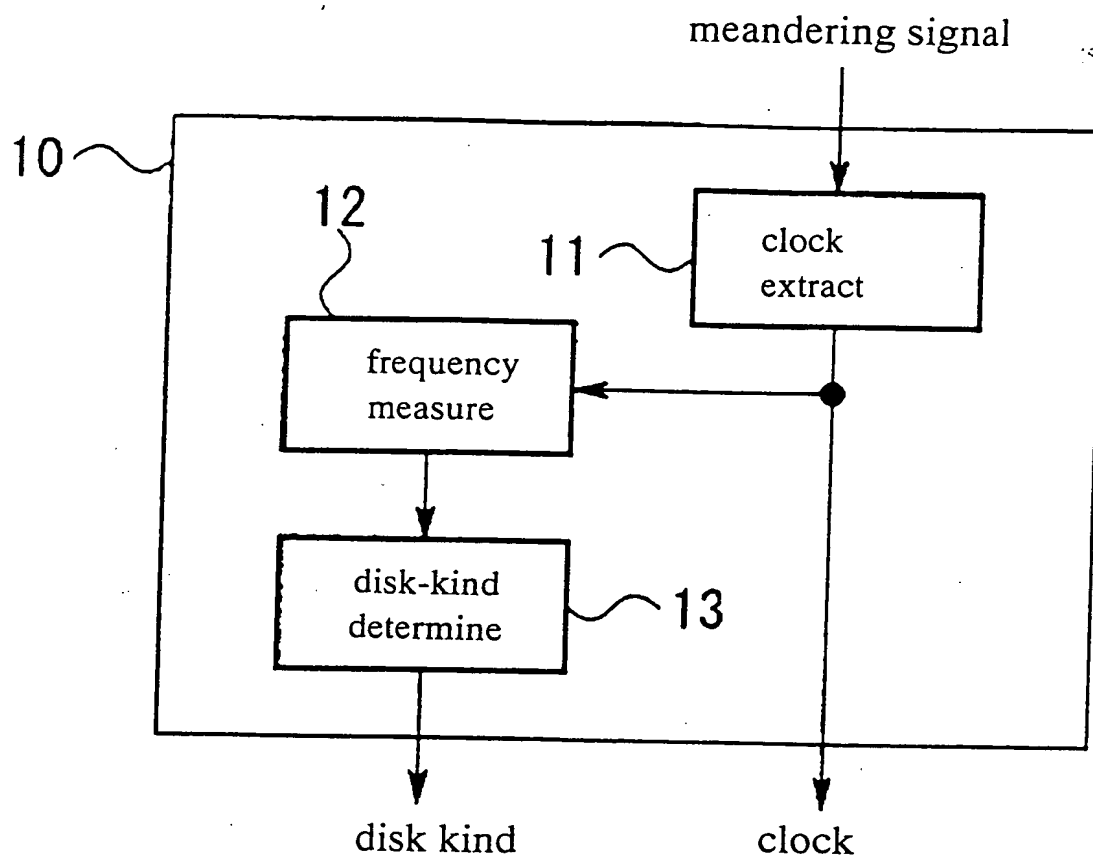 meandering signal
10
12
11
clock
extract
frequency
measure
disk-kind
determine
13
disk kind
clock